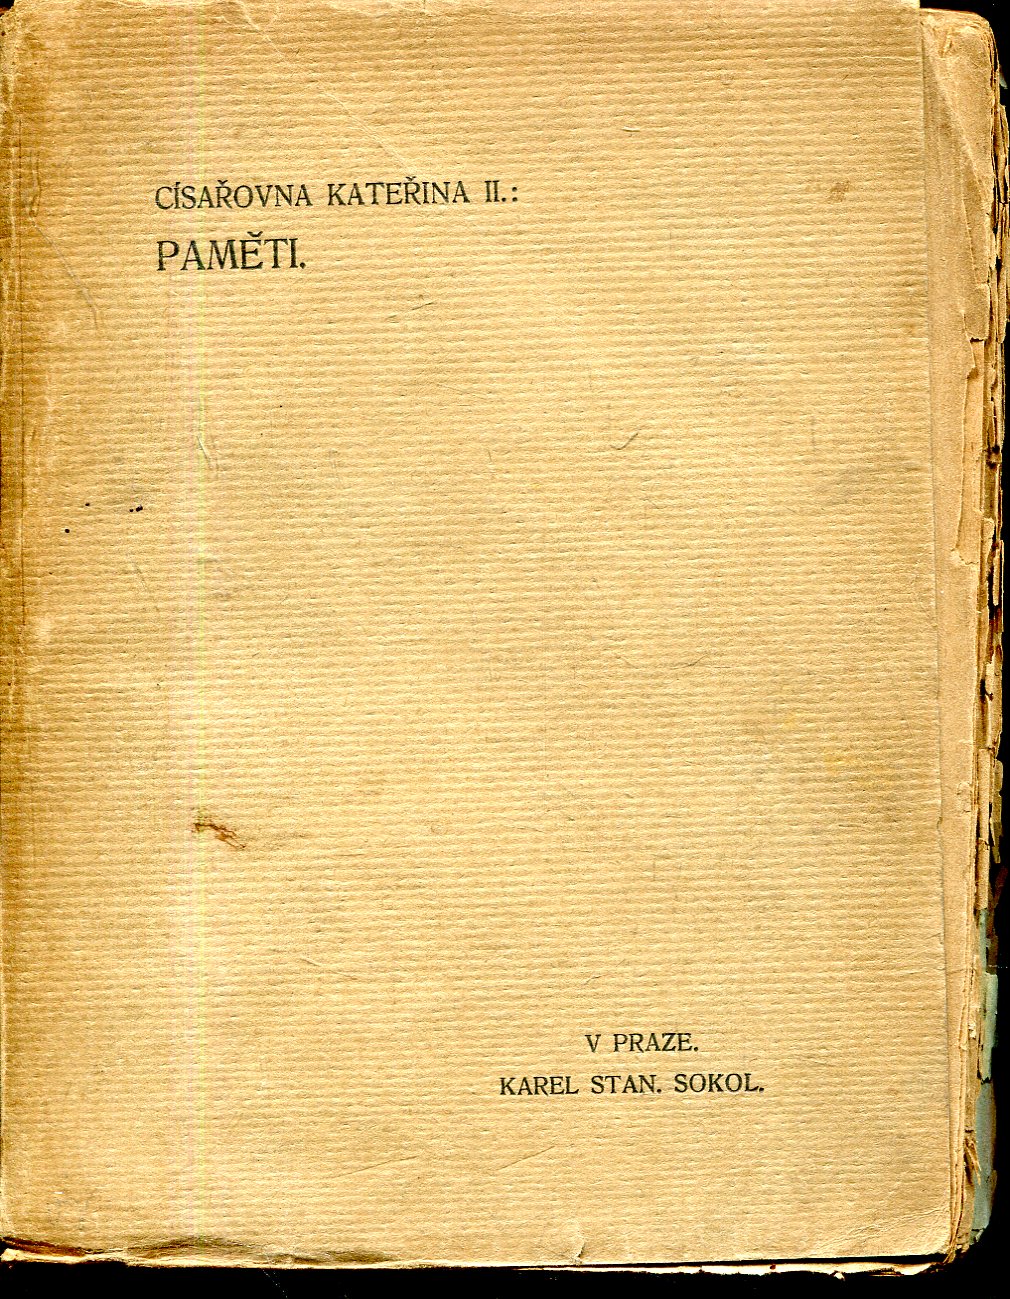 CÍSAŘOVNA KATEŘINA II.:
PAMĚTI.
V PRAZE.
KAREL STAN. SOKOL.